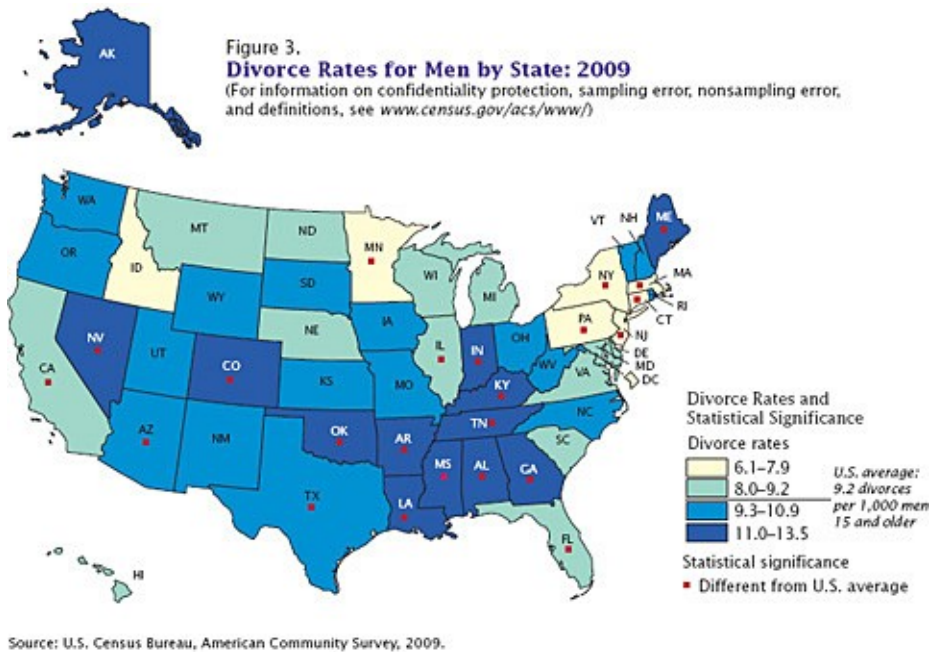 AK
Figure 3.
Divorce Rates for Men by State: 2009
(For information on confidentiality protection, sampling error, nonsampling error,
and definitions, see www.census.gov/acs/www/)
WA
MT
ND
MN
VT
NH
ME
OR
ID
WY
SD
WI
MI
NY
MA
RI
CT
NV
UT
CO
NE
IA
IL
IN
OH
PA
NJ
DE
MD
DC
CA
KS
MO
KY
WV
VA
AZ
NM
OK
AR
TN
NC
SC
TX
LA
MS
AL
GA
FL
HI
Divorce Rates and
Statistical Significance
Divorce rates
6.1–7.9
8.0–9.2
9.3–10.9
11.0–13.5
U.S. average:
9.2 divorces
per 1,000 men
15 and older
Statistical significance
Different from U.S. average
Source: U.S. Census Bureau, American Community Survey, 2009.